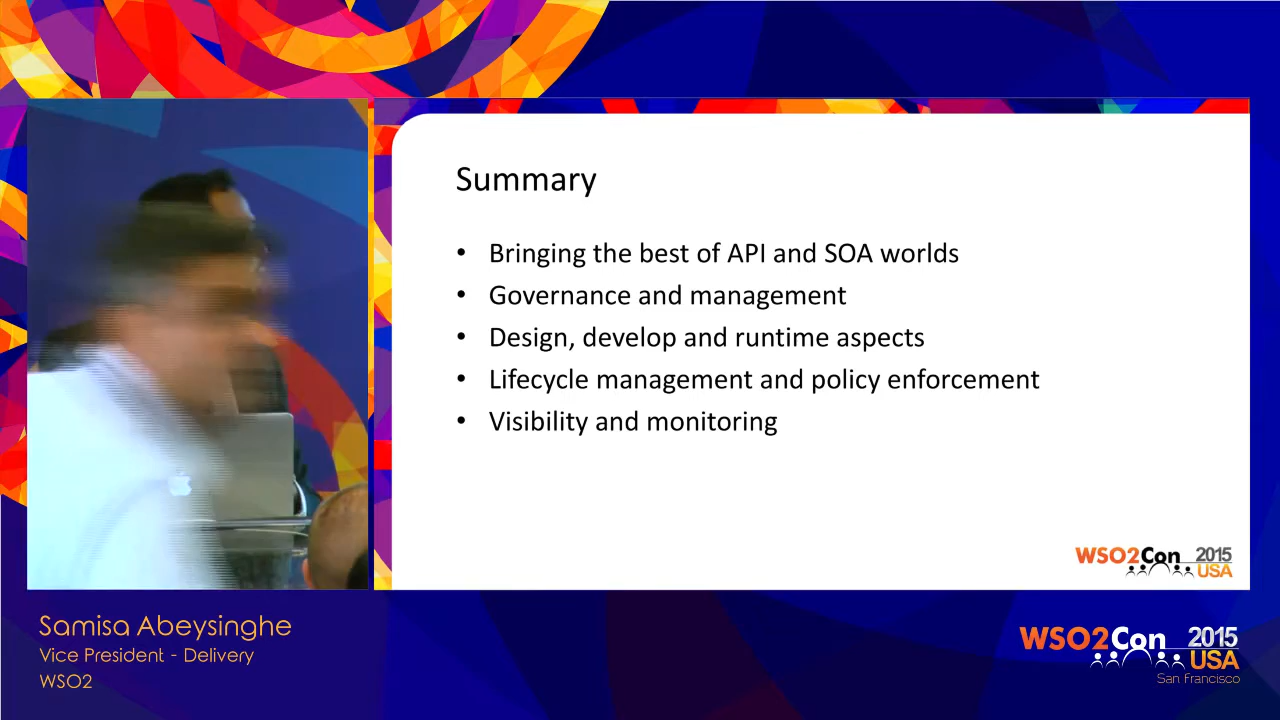 Summary
• Bringing the best of API and SOA worlds
• Governance and management
• Design, develop and runtime aspects
• Lifecycle management and policy enforcement
• Visibility and monitoring
WSO2Con 2015
USA
Samisa Abeysinghe
Vice President - Delivery
WSO2
WSO2Con 2015
USA
San Francisco